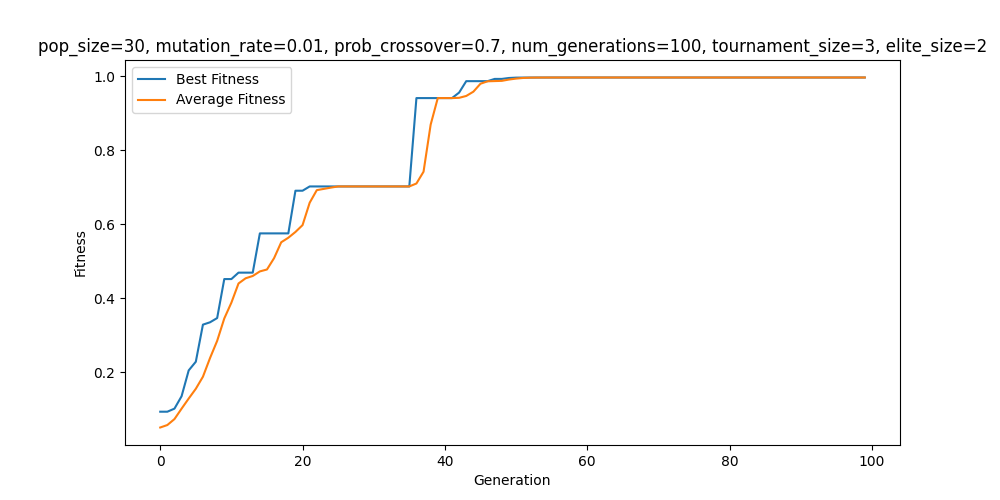 pop_size=30, mutation_rate=0.01, prob_crossover=0.7, num_generations=100, tournament_size=3, elite_size=2
Best Fitness
Average Fitness
1.0
0.8
0.6
0.4
0.2
Fitness
0 20 40 60 80 100
Generation